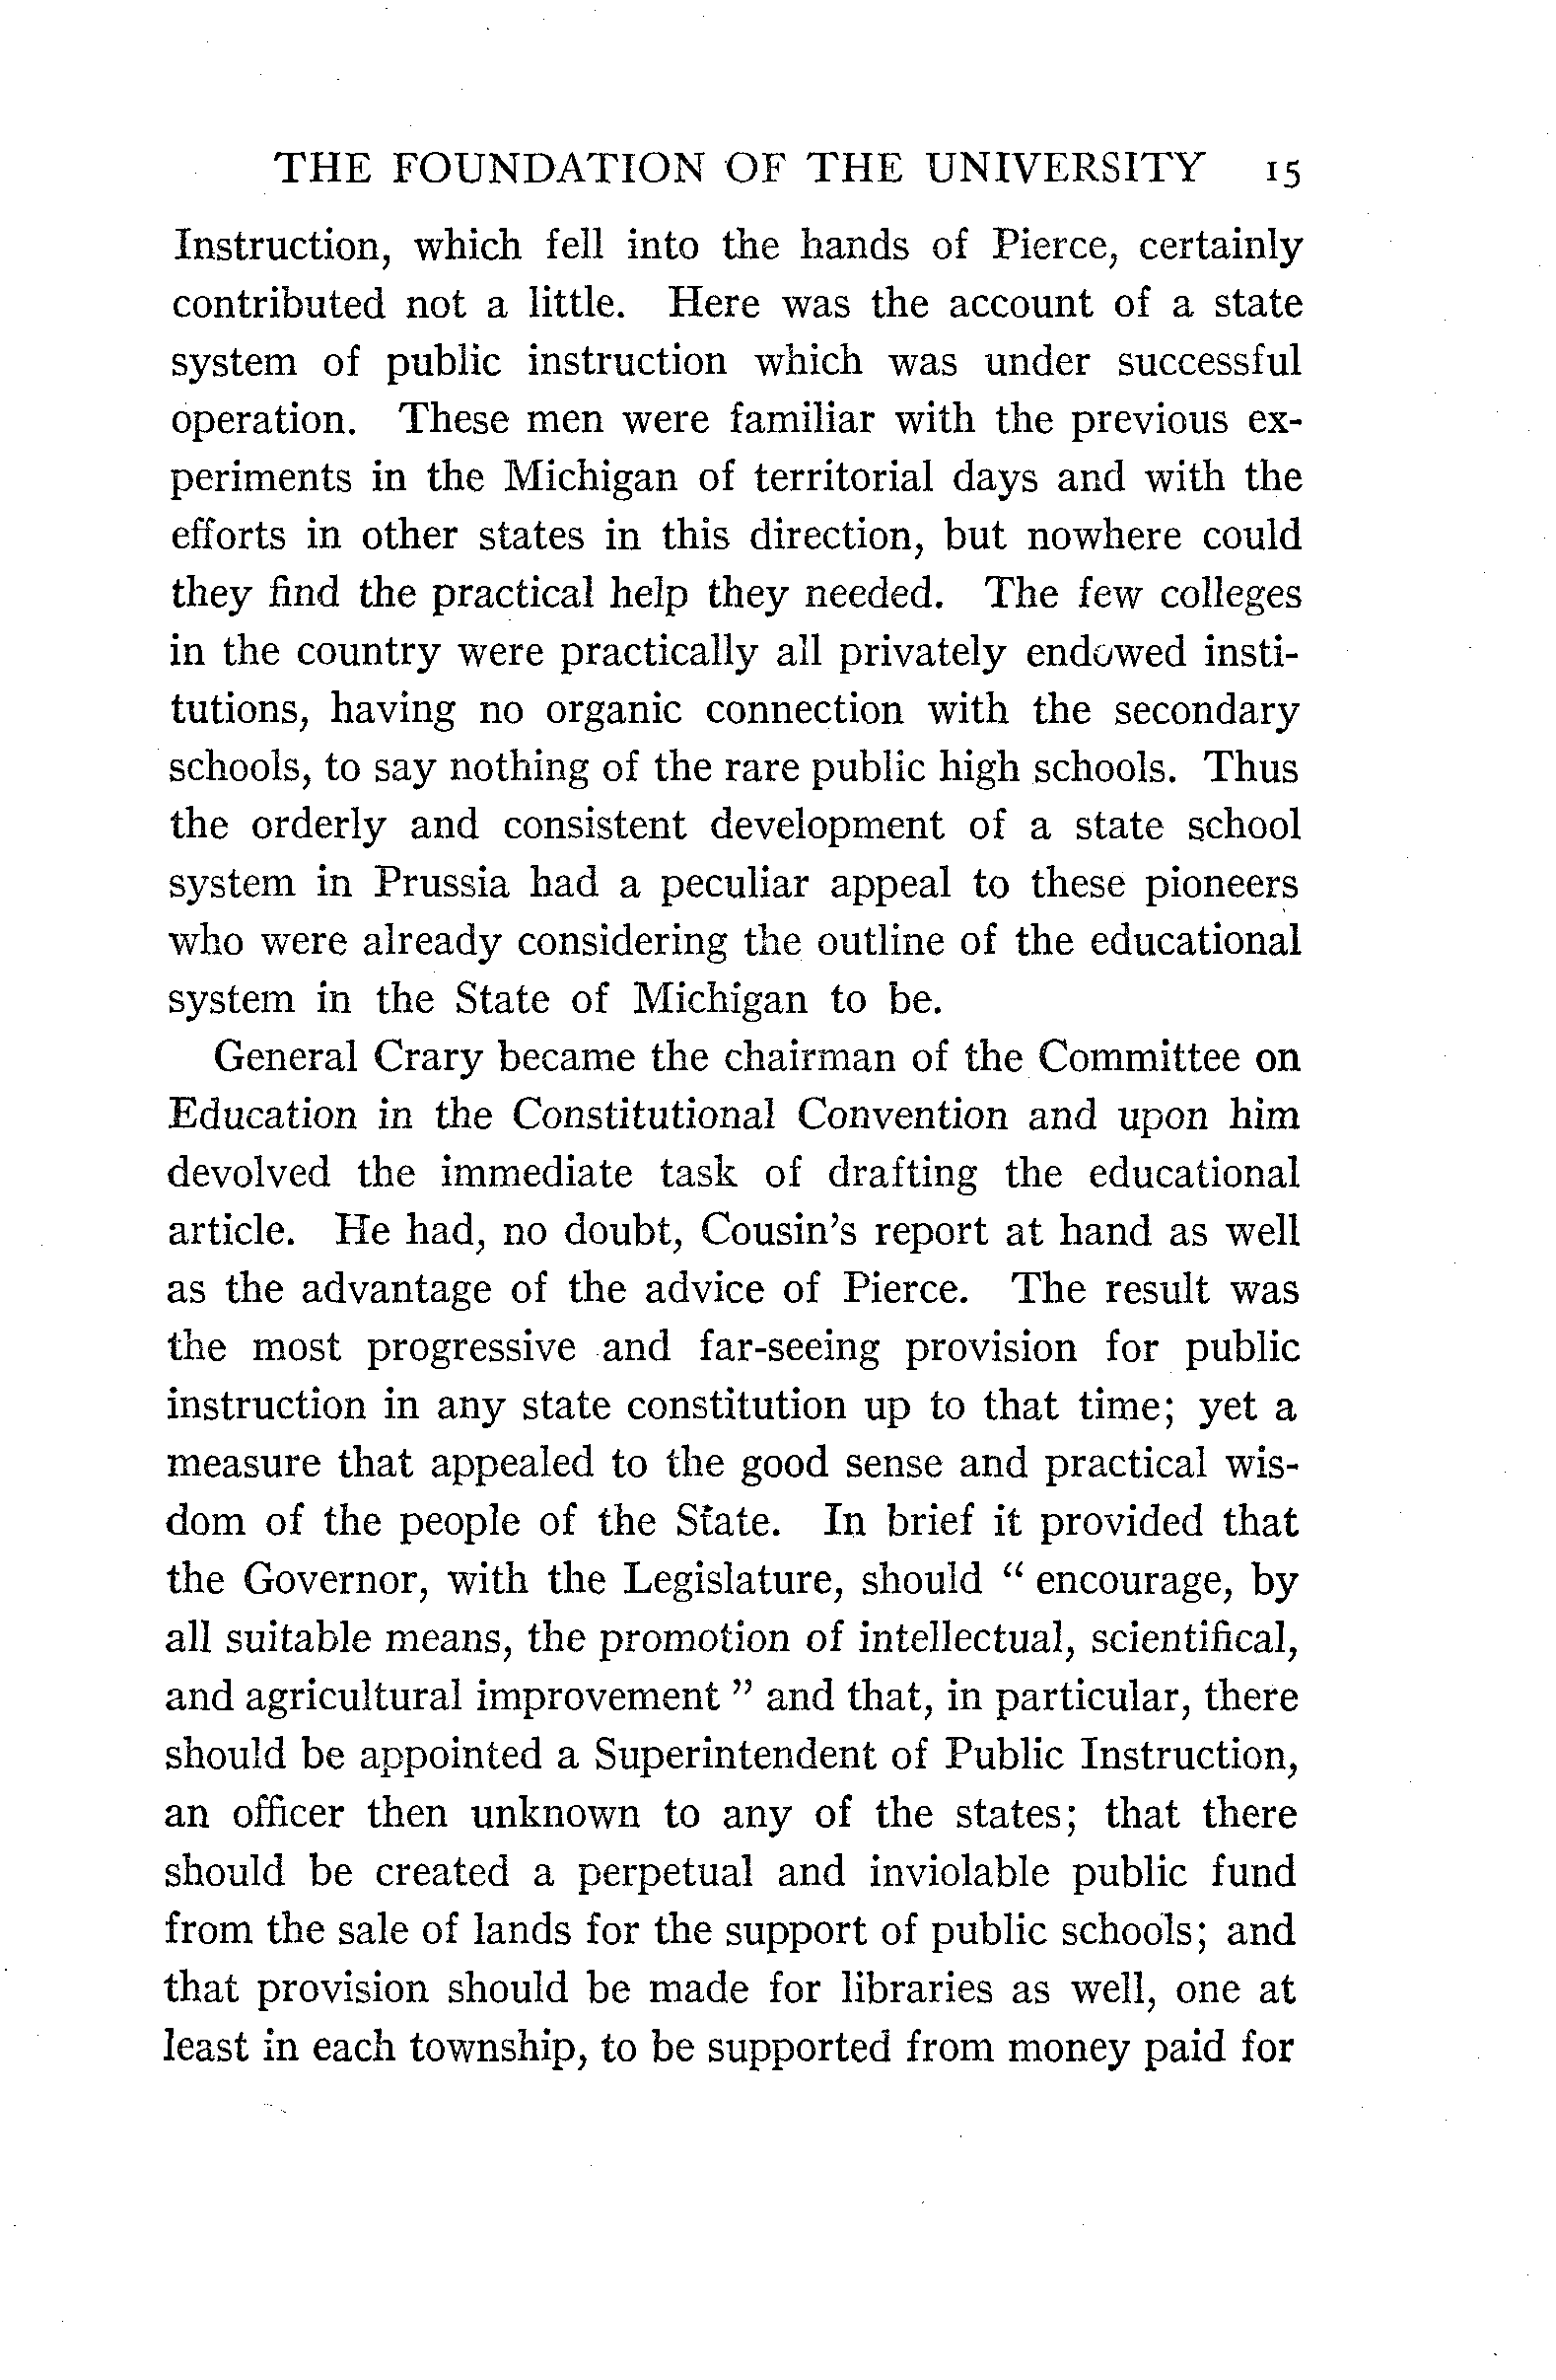 THE FOUNDATION OF THE UNIVERSITY 15
Instruction, which fell into the hands of Pierce, certainly
contributed not a little. Here was the account of a state
system of public instruction which was under successful
operation. These men were familiar with the previous ex-
periments in the Michigan of territorial days and with the
efforts in other states in this direction, but nowhere could
they find the practical help they needed. The few colleges
in the country were practically all privately endowed insti-
tutions, having no organic connection with the secondary
schools, to say nothing of the rare public high schools. Thus
the orderly and consistent development of a state school
system in Prussia had a peculiar appeal to these pioneers
who were already considering the outline of the educational
system in the State of Michigan to be.
General Crary became the chairman of the Committee on
Education in the Constitutional Convention and upon him
devolved the immediate task of drafting the educational
article. He had, no doubt, Cousin's report at hand as well
as the advantage of the advice of Pierce. The result was
the most progressive and far-seeing provision for public
instruction in any state constitution up to that time; yet a
measure that appealed to the good sense and practical wis-
dom of the people of the State. In brief it provided that
the Governor, with the Legislature, should " encourage, by
all suitable means, the promotion of intellectual, scientifical,
and agricultural improvement " and that, in particular, there
should be appointed a Superintendent of Public Instruction,
an officer then unknown to any of the states; that there
should be created a perpetual and inviolable public fund
from the sale of lands for the support of public schools; and
that provision should be made for libraries as well, one at
least in each township, to be supported from money paid for